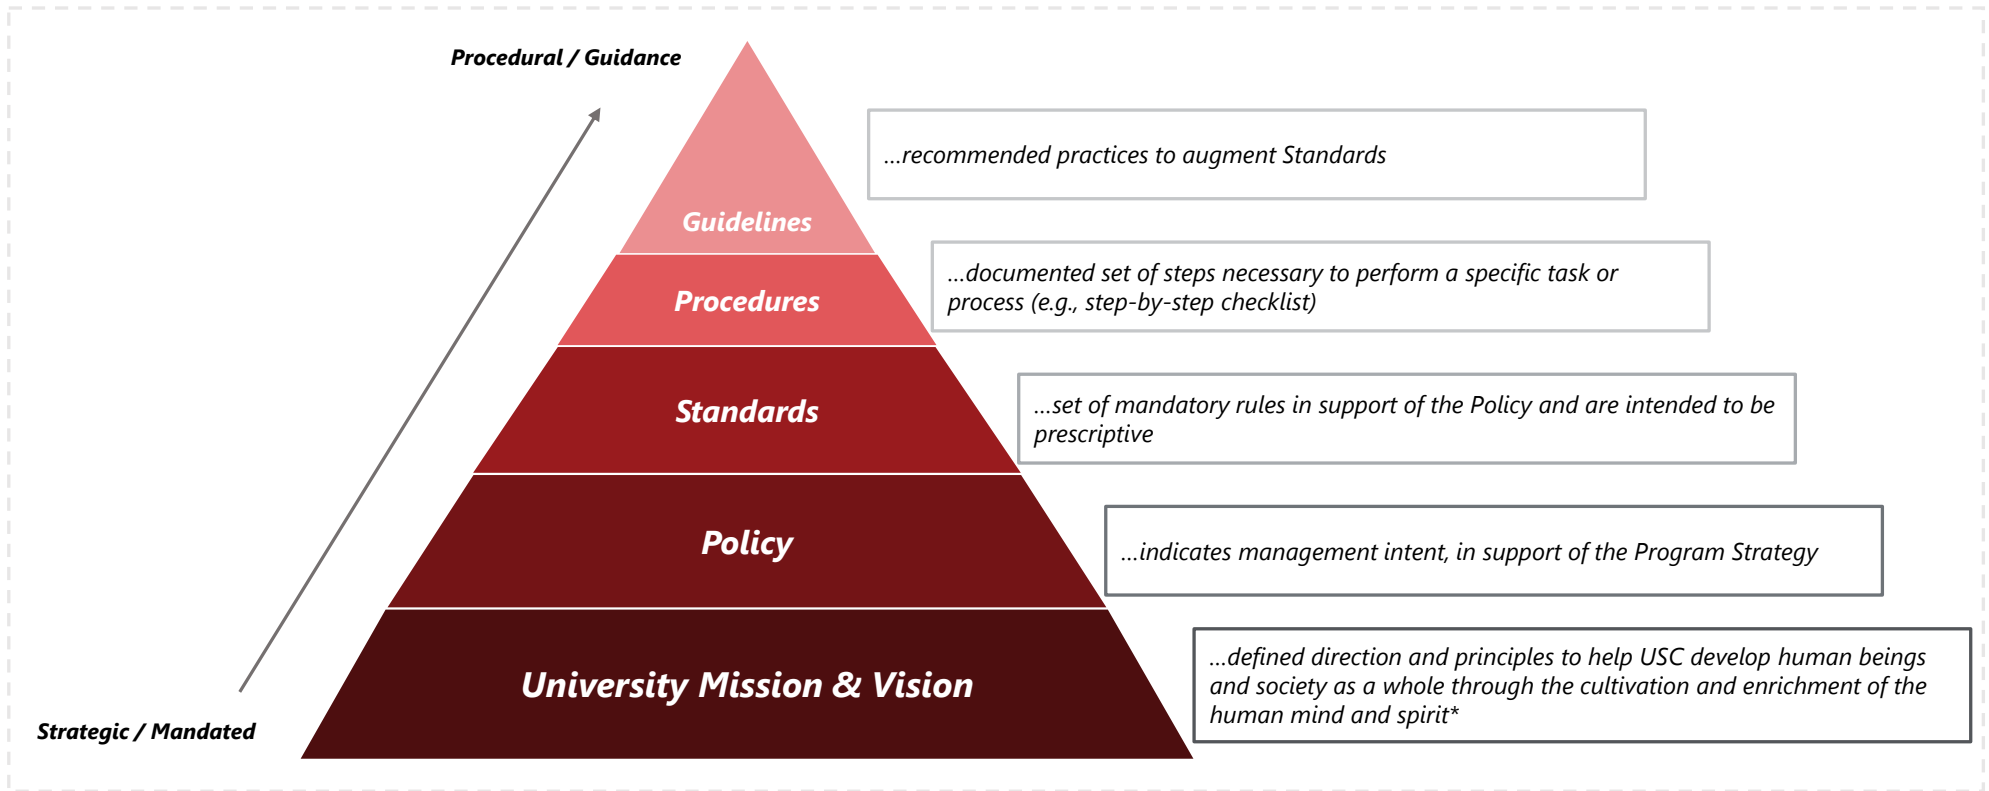 Procedural / Guidance
...recommended practices to augment Standards
Guidelines
...documented set of steps necessary to perform a specific task or
process (e.g., step-by-step checklist)
Procedures
...set of mandatory rules in support of the Policy and are intended to be
prescriptive
Standards
...indicates management intent, in support of the Program Strategy
Policy
...defined direction and principles to help USC develop human beings
and society as a whole through the cultivation and enrichment of the
human mind and spirit*
University Mission & Vision
Strategic / Mandated